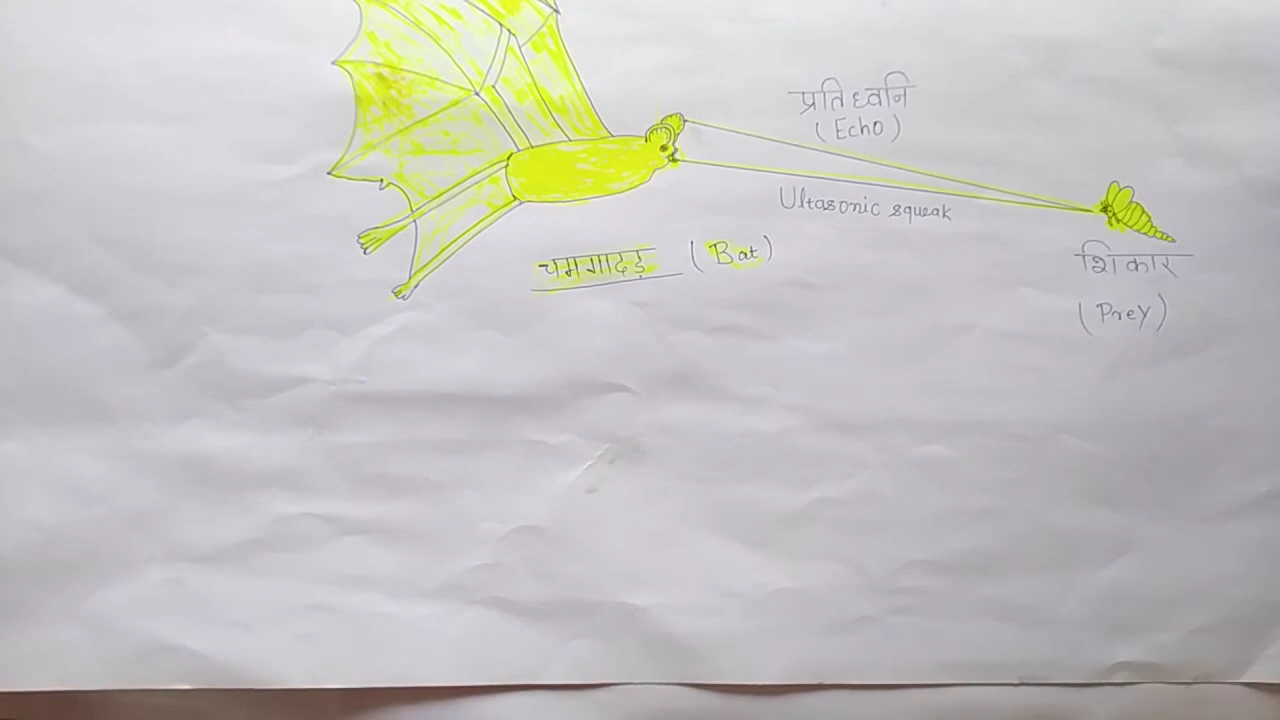 प्रतिध्वनि
(Echo)
Ultasonic squeak
चमगादड़ (Bat)
शिकार
(Prey)